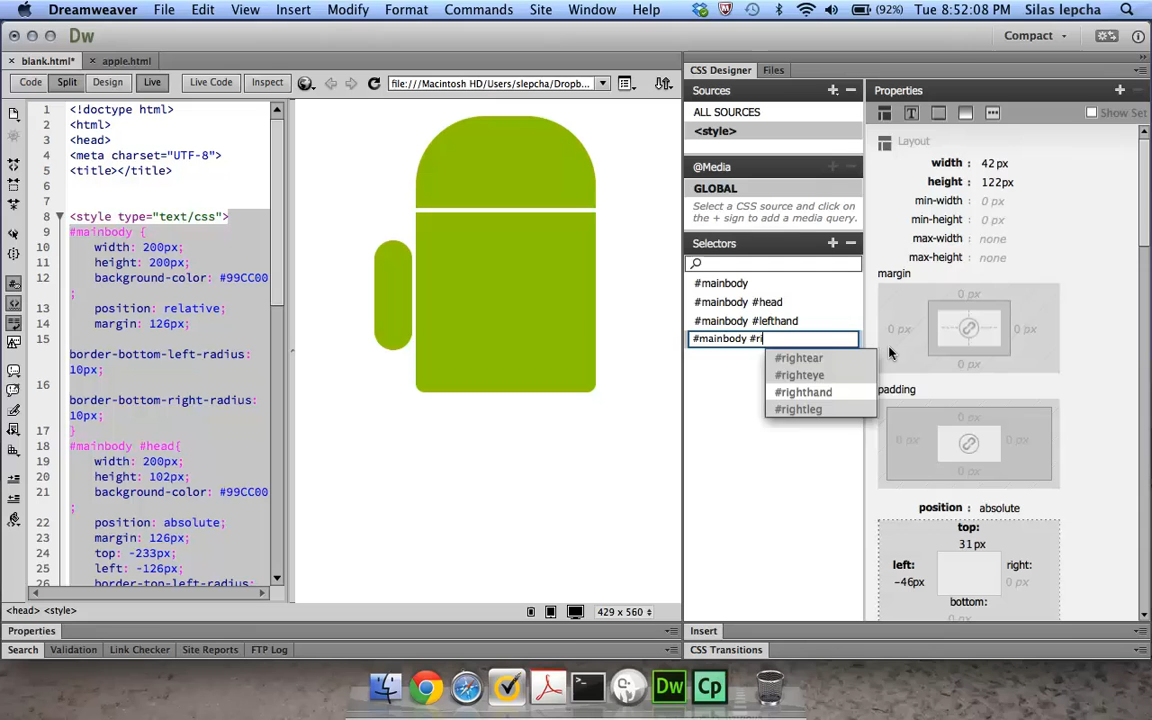 Dreamweaver File Edit View Insert Modify Format Commands Site Window Help (92%) Tue 8:52:08 PM Silas lepcha
Dw Compact
blank.html* apple.html
Code Split Design Live Live Code Inspect file:///Macintosh HD/Users/slepcha/Dropb...
1 <!doctype html>
2 <html>
3 <head>
4 <meta charset="UTF-8">
5 <title></title>
6
7
8 <style type="text/css">
9 #mainbody {
10 width: 200px;
11 height: 200px;
12 background-color: #99CC00
;
13 position: relative;
14 margin: 126px;
15
border-bottom-left-radius:
10px;
16
border-bottom-right-radius:
10px;
17 }
18 #mainbody #head{
19 width: 200px;
20 height: 102px;
21 background-color: #99CC00
;
22 position: absolute;
23 margin: 126px;
24 top: -233px;
25 left: -126px;
26 border-top-left-radius:
<head> <style>
429 x 560
Properties
Search Validation Link Checker Site Reports FTP Log
CSS Designer Files
Sources
ALL SOURCES
<style>
@Media
GLOBAL
Select a CSS source and click on
the + sign to add a media query.
Selectors
#mainbody
#mainbody #head
#mainbody #lefthand
#mainbody #ri
#rightear
#righteye
#righthand
#rightleg
Properties
Show Set
Layout
width : 42px
height : 122px
min-width : 0 px
min-height : 0 px
max-width : none
max-height : none
margin
0 px
0 px 0 px
0 px
padding
0 px
0 px 0 px
0 px
position : absolute
top:
31px
left: right:
-46px 0 px
bottom:
0 px
Insert
CSS Transitions
Dw Cp